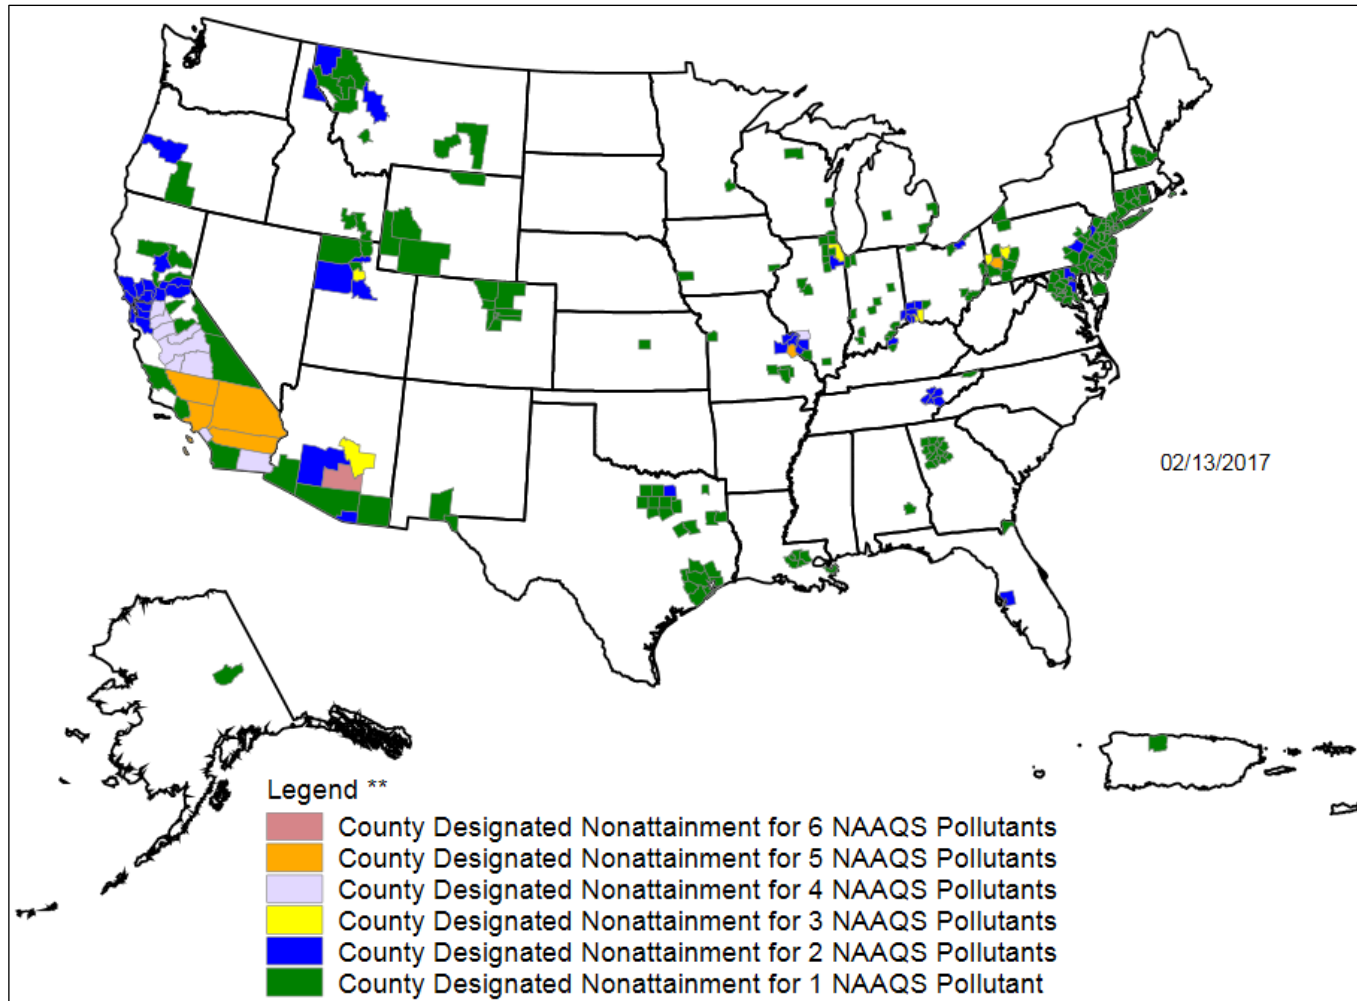 02/13/2017
Legend **
County Designated Nonattainment for 6 NAAQS Pollutants
County Designated Nonattainment for 5 NAAQS Pollutants
County Designated Nonattainment for 4 NAAQS Pollutants
County Designated Nonattainment for 3 NAAQS Pollutants
County Designated Nonattainment for 2 NAAQS Pollutants
County Designated Nonattainment for 1 NAAQS Pollutant